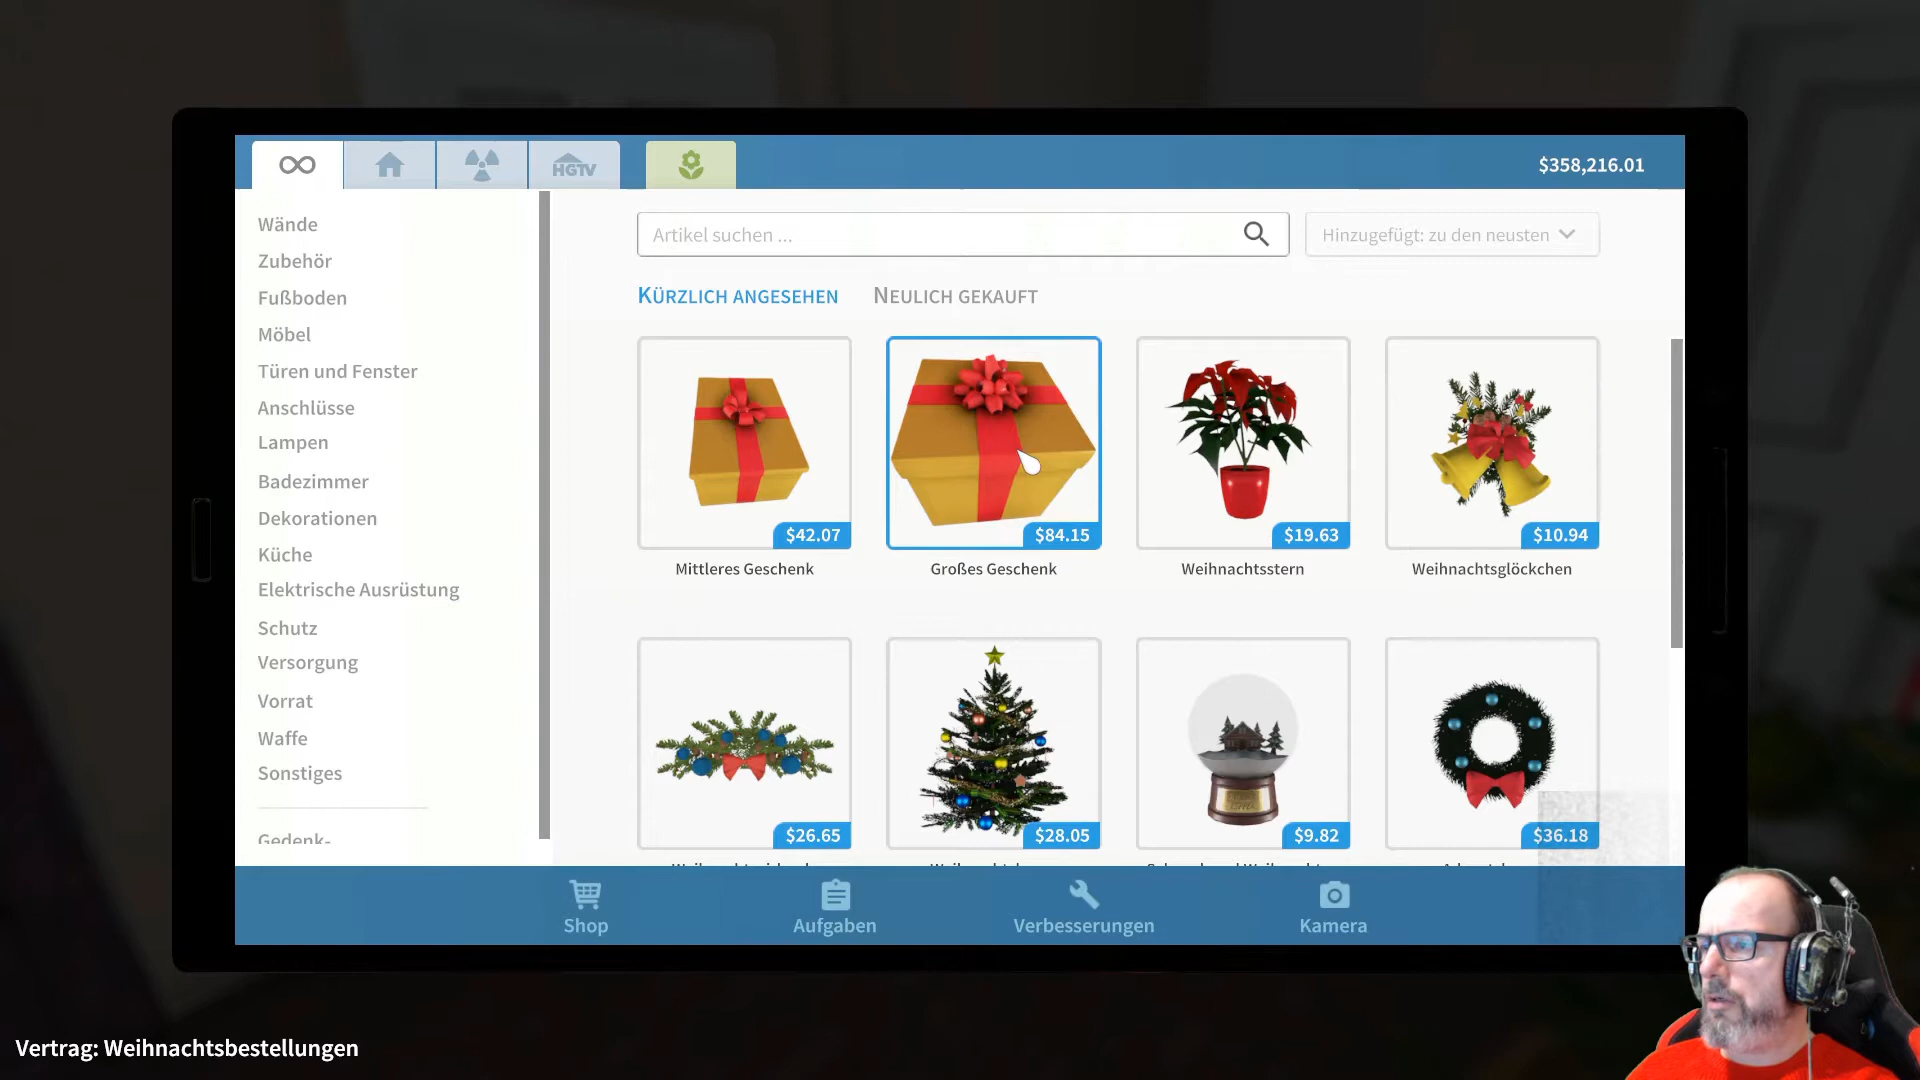 HGTV
$358,216.01
Wände
Zubehör
Fußboden
Möbel
Türen und Fenster
Anschlüsse
Lampen
Badezimmer
Dekorationen
Küche
Elektrische Ausrüstung
Schutz
Versorgung
Vorrat
Waffe
Sonstiges
Gedenk-
Artikel suchen ...
Hinzugefügt: zu den neusten
KÜRZLICH ANGESEHEN
NEULICH GEKAUFT
$42.07
$84.15
$19.63
$10.94
Mittleres Geschenk
Großes Geschenk
Weihnachtsstern
Weihnachtsglöckchen
$26.65
$28.05
$9.82
$36.18
Shop
Aufgaben
Verbesserungen
Kamera
Vertrag: Weihnachtsbestellungen